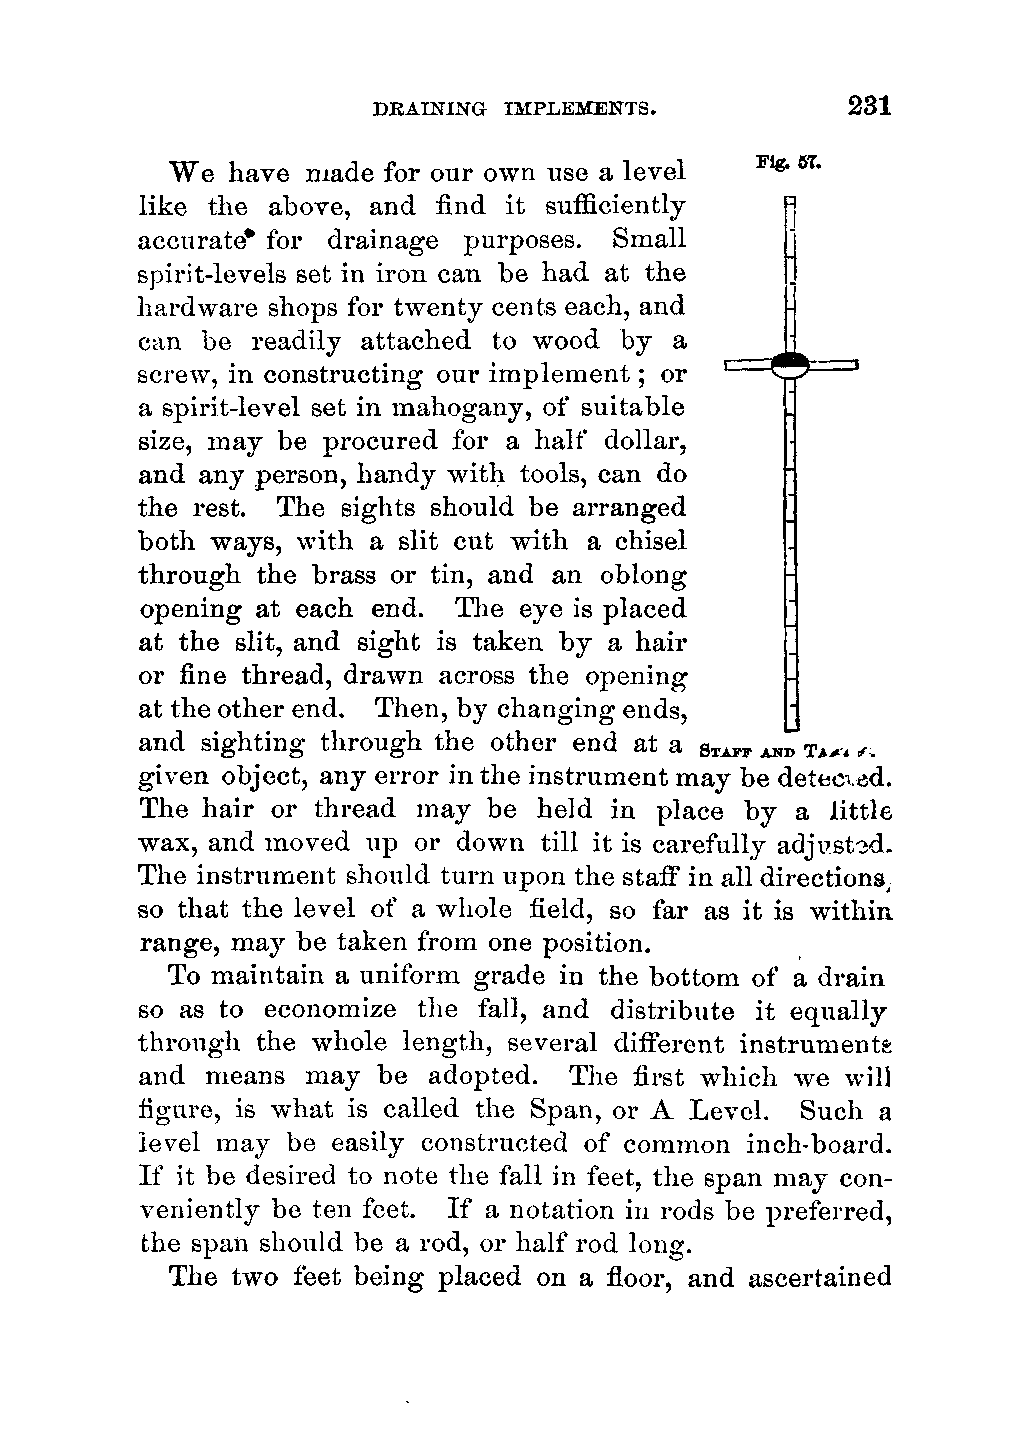 DRAINING IMPLEMENTS. 231
Fig. 57.
We have made for our own use a level
like the above, and find it sufficiently
accurate for drainage purposes. Small
spirit-levels set in iron can be had at the
hardware shops for twenty cents each, and
can be readily attached to wood by a
screw, in constructing our implement; or
a spirit-level set in mahogany, of suitable
size, may be procured for a half dollar,
and any person, handy with tools, can do
the rest. The sights should be arranged
both ways, with a slit cut with a chisel
through the brass or tin, and an oblong
opening at each end. The eye is placed
at the slit, and sight is taken by a hair
or fine thread, drawn across the opening
at the other end. Then, by changing ends,
and sighting through the other end at a
STAFF AND
given object, any error in the instrument may be detected.
The hair or thread may be held in place by a little
wax, and moved up or down till it is carefully adjusted.
The instrument should turn upon the staff in all directions,
so that the level of a whole field, so far as it is within
range, may be taken from one position.
To maintain a uniform grade in the bottom of a drain
so as to economize the fall, and distribute it equally
through the whole length, several different instruments
and means may be adopted. The first which we will
figure, is what is called the Span, or A Level. Such a
level may be easily constructed of common inch-board.
If it be desired to note the fall in feet, the span may con-
veniently be ten feet. If a notation in rods be preferred,
the span should be a rod, or half rod long.
The two feet being placed on a floor, and ascertained